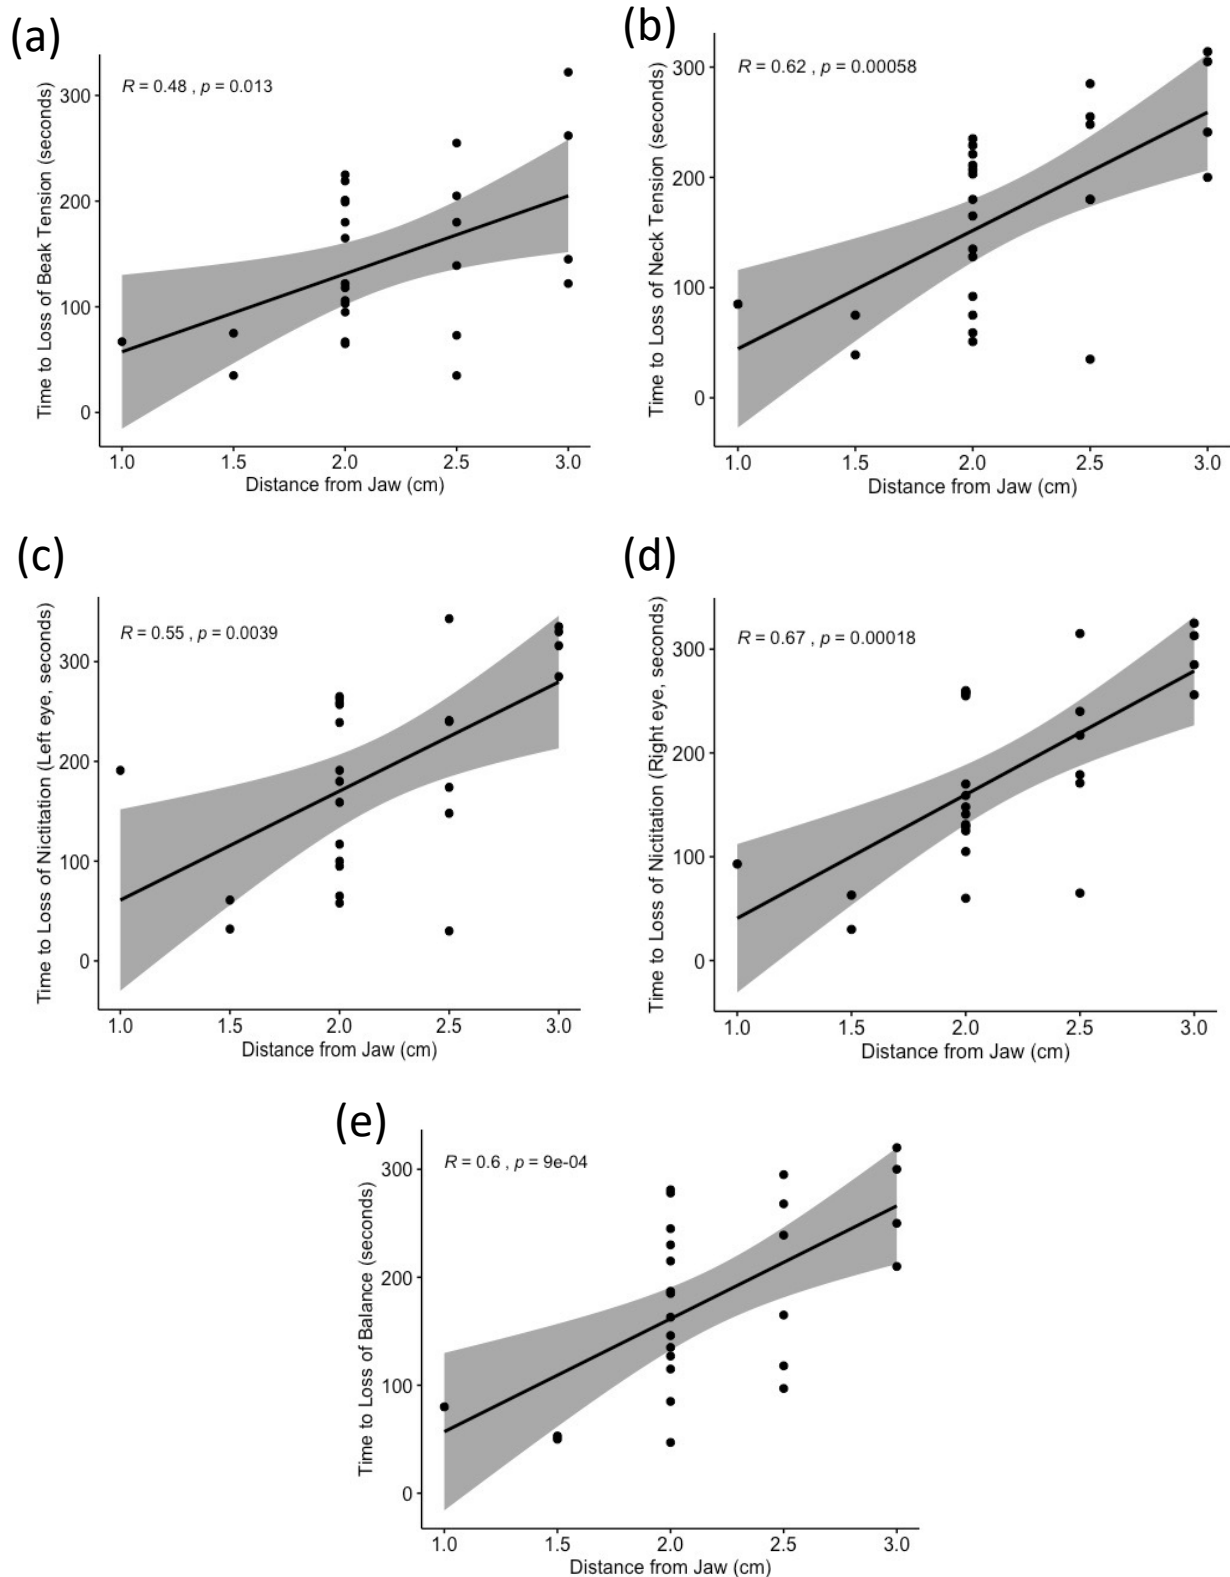 (a)
R = 0.48 , p = 0.013
Time to Loss of Beak Tension (seconds)
300
200
100
0
1.0 1.5 2.0 2.5 3.0
Distance from Jaw (cm)
(b)
R = 0.62 , p = 0.00058
Time to Loss of Neck Tension (seconds)
300
200
100
0
1.0 1.5 2.0 2.5 3.0
Distance from Jaw (cm)
(c)
R = 0.55 , p = 0.0039
Time to Loss of Nictitation (Left eye, seconds)
300
200
100
0
1.0 1.5 2.0 2.5 3.0
Distance from Jaw (cm)
(d)
R = 0.67 , p = 0.00018
Time to Loss of Nictitation (Right eye, seconds)
300
200
100
0
1.0 1.5 2.0 2.5 3.0
Distance from Jaw (cm)
(e)
R = 0.6 , p = 9e-04
Time to Loss of Balance (seconds)
300
200
100
0
1.0 1.5 2.0 2.5 3.0
Distance from Jaw (cm)